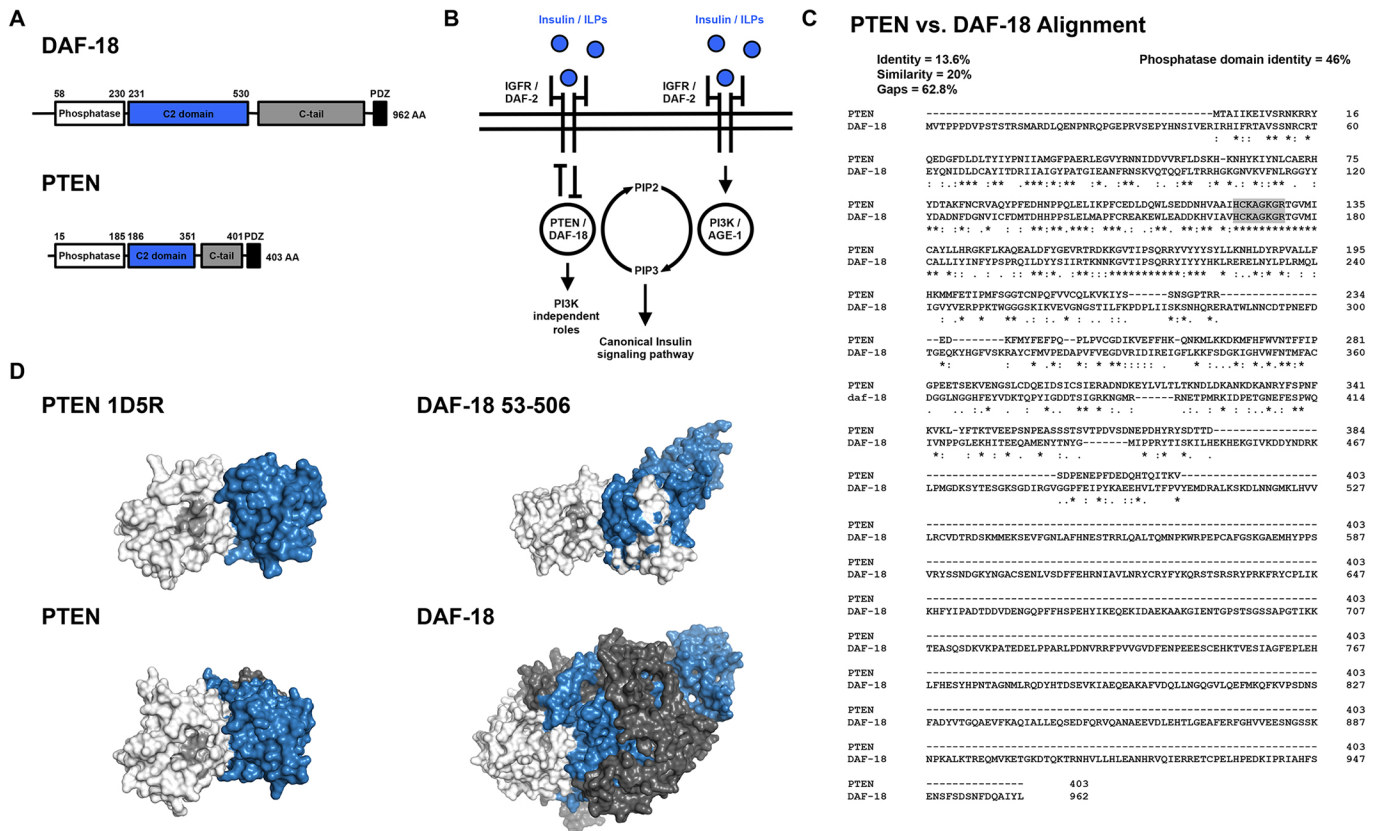 A
DAF-18
58 230 231 530 PDZ
Phosphatase C2 domain C-tail 962 AA
PTEN
15 185 186 351 401 PDZ
Phosphatase C2 domain C-tail 403 AA
B
Insulin / ILPs Insulin / ILPs
IGFR / DAF-2 IGFR / DAF-2
PIP2
PTEN / DAF-18 PI3K / AGE-1
PIP3
PI3K
independent
roles
Canonical Insulin
signaling pathway
C
PTEN vs. DAF-18 Alignment
Identity = 13.6% Phosphatase domain identity = 46%
Similarity = 20%
Gaps = 62.8%
PTEN --------------------------------------------MTAIIKEIVSRNKRRY 16
DAF-18 MVTPPPDVPSTSTRSMARDLQENPNRQPGEPRVSEPYHNSIVERIRHIFRTAVSSNRCRT 60
PTEN QEDGFDLDLTYIYPNIIAMGFPAERLEGVYRNNIDDVVRFLDSKH-KNHYKIYNLCAERH 75
DAF-18 EYQNIDLDCAYITDRIIAIGYPATGIEANFRNSKVQTQQFLTRRHGKGNVKVFNLRGGYY 120
PTEN YDTAKFNCRVAQYPFEDHNPPQLELIKPFCEDLDQWLSEDDNHVAAIHCKAGKGRTGVMI 135
DAF-18 YDADNFDGNVICFDMTDHHPPSLELMAPFCREAKEWLEADDKHVIAVHCKAGKGRTGVMI 180
PTEN CAYLLHRGKFLKAQEALDFYGEVRTRDKKGVTIPSQRRYVYYYSYLLKNHLDYRPVALLF 195
DAF-18 CALLIYINFYPSPRQILDYYSIIRTKNNKGVTIPSQRRYIYYYHKLRERELNYLPLRMQL 240
PTEN HKMMFETIPMFSGGTCNPQFVVCQLKVKIYS------SNSGPTRR--------------- 234
DAF-18 IGVYVERPPKTWGGGSKIKVEVGNGSTILFKPDPLIISKSNHQRERATWLNNCDTPNEFD 300
PTEN --ED-----------KFMYFEFPQ--PLPVCGDIKVEFFHK-QNKMLKKDKMFHFWVNTFFIP 281
DAF-18 TGEQKYHGFVSKRAYCFMVPEDAPVFVEGDVRIDIREIGFLKKFSDGKIGHVWFNTMFAC 360
PTEN GPEETSEKVENGSLCDQEIDSICSIERADNDKEYLVLTLTKNDLDKANKDKANRYFSPNF 341
daf-18 DGGLNGGHFEYVDKTQPYIGDDTSIGRKNGMR------RNETPMRKIDPETGNEFESPWQ 414
PTEN KVKL-YFTKTVEEPSNPEASSSTSVTPDVSDNEPDHYRYSDTTD---------------- 384
DAF-18 IVNPPGLEKHITEEQAMENYTNYG-------MIPPRYTISKILHEKHEKGIVKDDYNDRK 467
PTEN --------------------SDPENEPFDEDQHTQITKV--------------------- 403
DAF-18 LPMGDKSYTESGKSGDIRGVGGPFEIPYKAEEHVLTFPVYEMDRALKSKDLNNGMKLHVV 527
PTEN ------------------------------------------------------------ 403
DAF-18 LRCVDTRDSKMMEKSEVFGNLAFHNESTRRLQALTQMNPKWRPEPCAFGSKGAEMHYPPS 587
PTEN ------------------------------------------------------------ 403
DAF-18 VRYSSNDGKYNGACSENLVSDFFEHRNIAVLNRYCRYFYKQRSTSRSRYPRKFRYCPLIK 647
PTEN ------------------------------------------------------------ 403
DAF-18 KHFYIPADTDDVDENGQPFFHSPEHYIKEQEKIDAEKAAKGIENTGPSTSGSSAPGTIKK 707
PTEN ------------------------------------------------------------ 403
DAF-18 TEASQSDKVKPATEDELPPARLPDNVRRFPVVGVDFENPEEESCEHKTVESIAGFEPLEH 767
PTEN ------------------------------------------------------------ 403
DAF-18 LFHESYHPNTAGNMLRQDYHTDSEVKIAEQEAKAFVDQLLNGQGVLQEFMKQFKVPSDNS 827
PTEN ------------------------------------------------------------ 403
DAF-18 FADYVTGQAEVFKAQIALLEQSEDFQRVQANAEEVDLEHTLGEAFERFGHVVEESNGSSK 887
PTEN ------------------------------------------------------------ 403
DAF-18 NPKALKTREQMVKETGKDTQKTRNHVLLHLEANHRVQIERRETCPELHPEDKIPRIAHFS 947
PTEN --------------- 403
DAF-18 ENSFSDSNFDQAIYL 962
D
PTEN 1D5R DAF-18 53-506
PTEN DAF-18